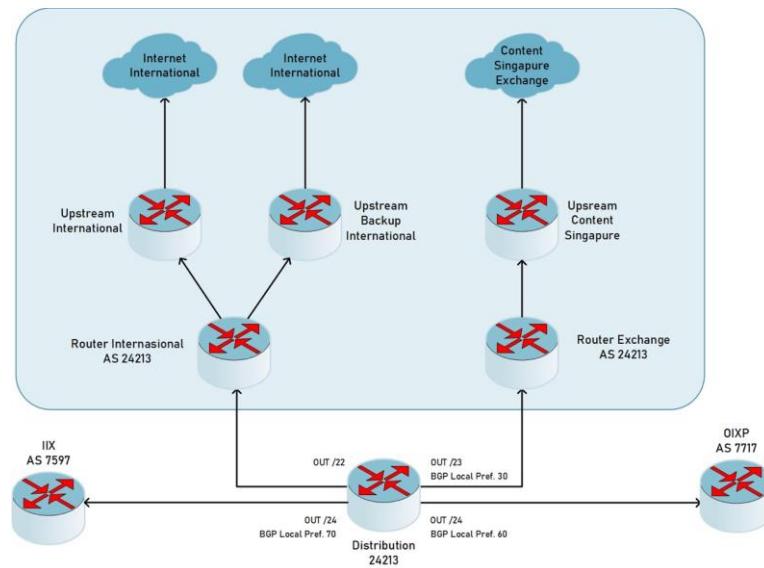 Internet
International
Internet
International
Content
Singapure
Exchange
Upstream
International
Upstream
Backup
International
Upsream
Content
Singapure
Router Internasional
AS 24213
Router Exchange
AS 24213
IIX
AS 7597
OIXP
AS 7717
OUT /22
OUT /23
BGP Local Pref. 30
OUT /24
BGP Local Pref. 70
OUT /24
BGP Local Pref. 60
Distribution
24213